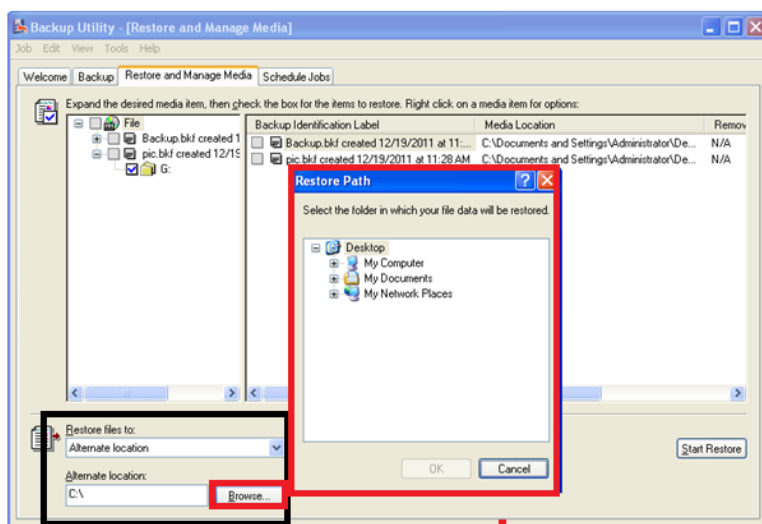 Backup Utility - [Restore and Manage Media]
Job Edit View Tools Help
Welcome Backup Restore and Manage Media Schedule Jobs
Expand the desired media item, then check the box for the items to restore. Right click on a media item for options:
File
Backup.bkf created 1
pic.bkf created 12/19
G:
Backup Identification Label Media Location Remov
Backup.bkf created 12/19/2011 at 11:... C:\Documents and Settings\Administrator\De... N/A
pic.bkf created 12/19/2011 at 11:28 AM C:\Documents and Settings\Administrator\De... N/A
Restore Path
Select the folder in which your file data will be restored.
Desktop
My Computer
My Documents
My Network Places
OK Cancel
Restore files to:
Alternate location
Alternate location:
C:\ Browse...
Start Restore